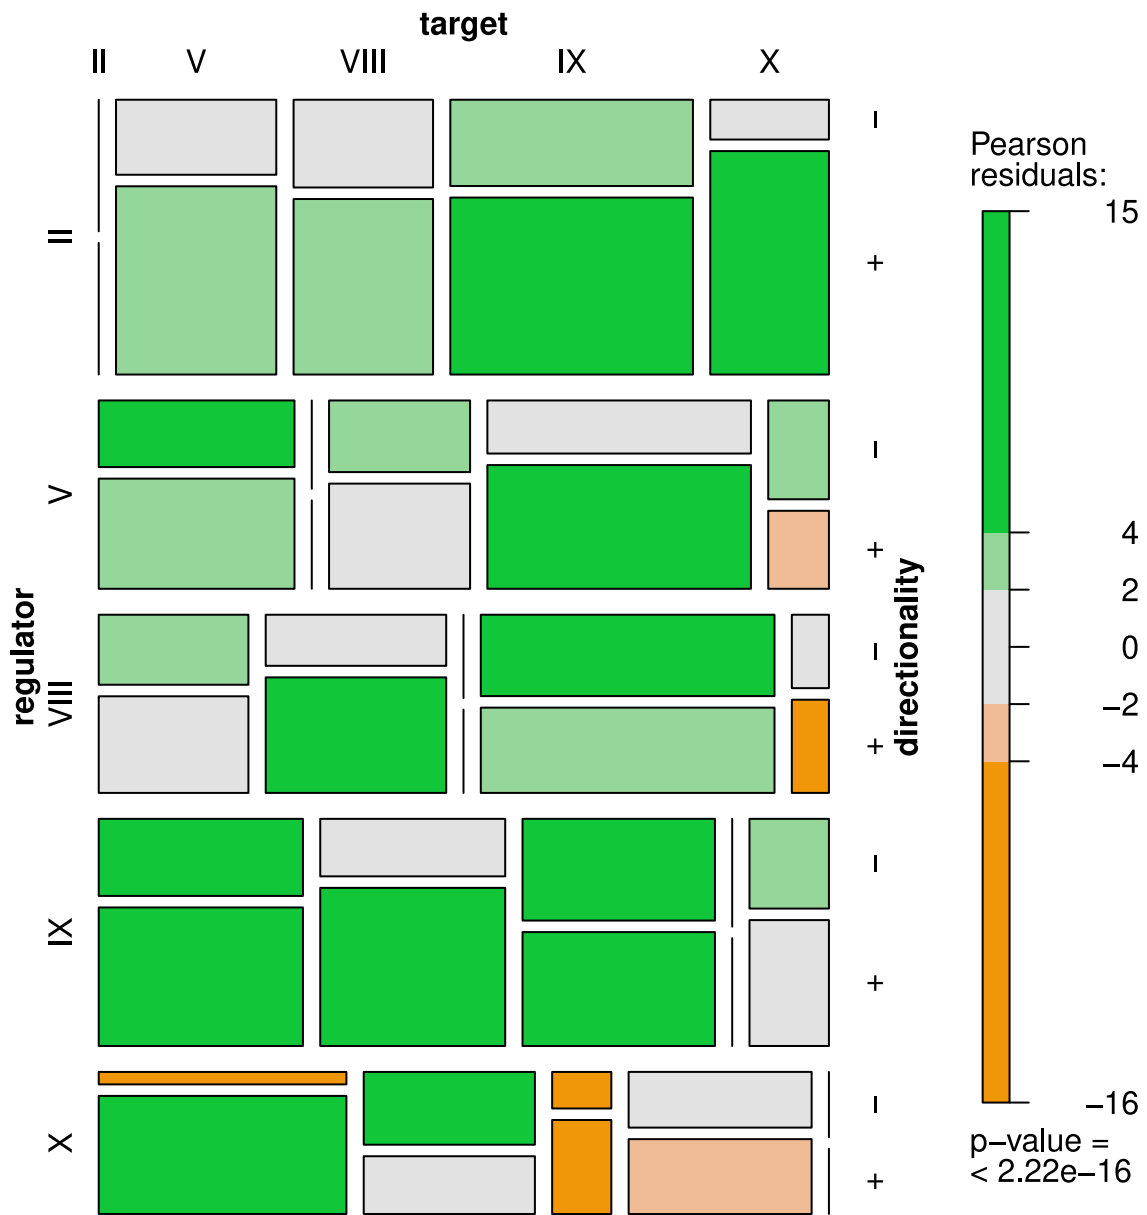 target
II V VIII IX X
II
V
VIII
IX
X
regulator
I
+
I
+
I
+
I
+
I
+
directionality
Pearson
residuals:
15
4
2
0
−2
−4
−16
p−value =
< 2.22e−16